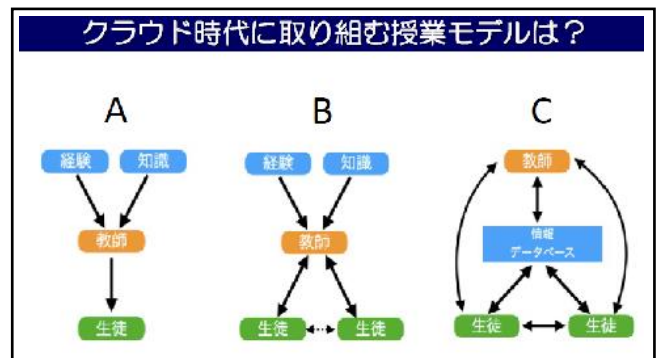 クラウド時代に取り組む授業モデルは？
A B C
経験 知識 経験 知識 教師
教師 教師 情報
データベース
生徒 生徒 生徒 生徒 生徒